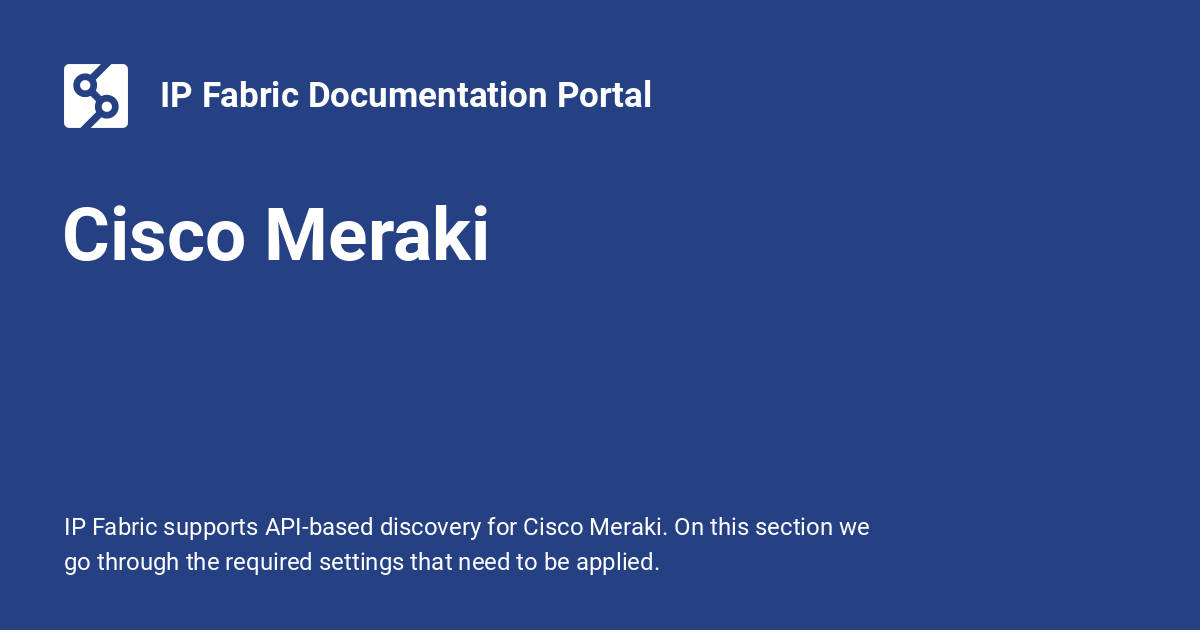 IP Fabric Documentation Portal
Cisco Meraki
IP Fabric supports API-based discovery for Cisco Meraki. On this section we
go through the required settings that need to be applied.